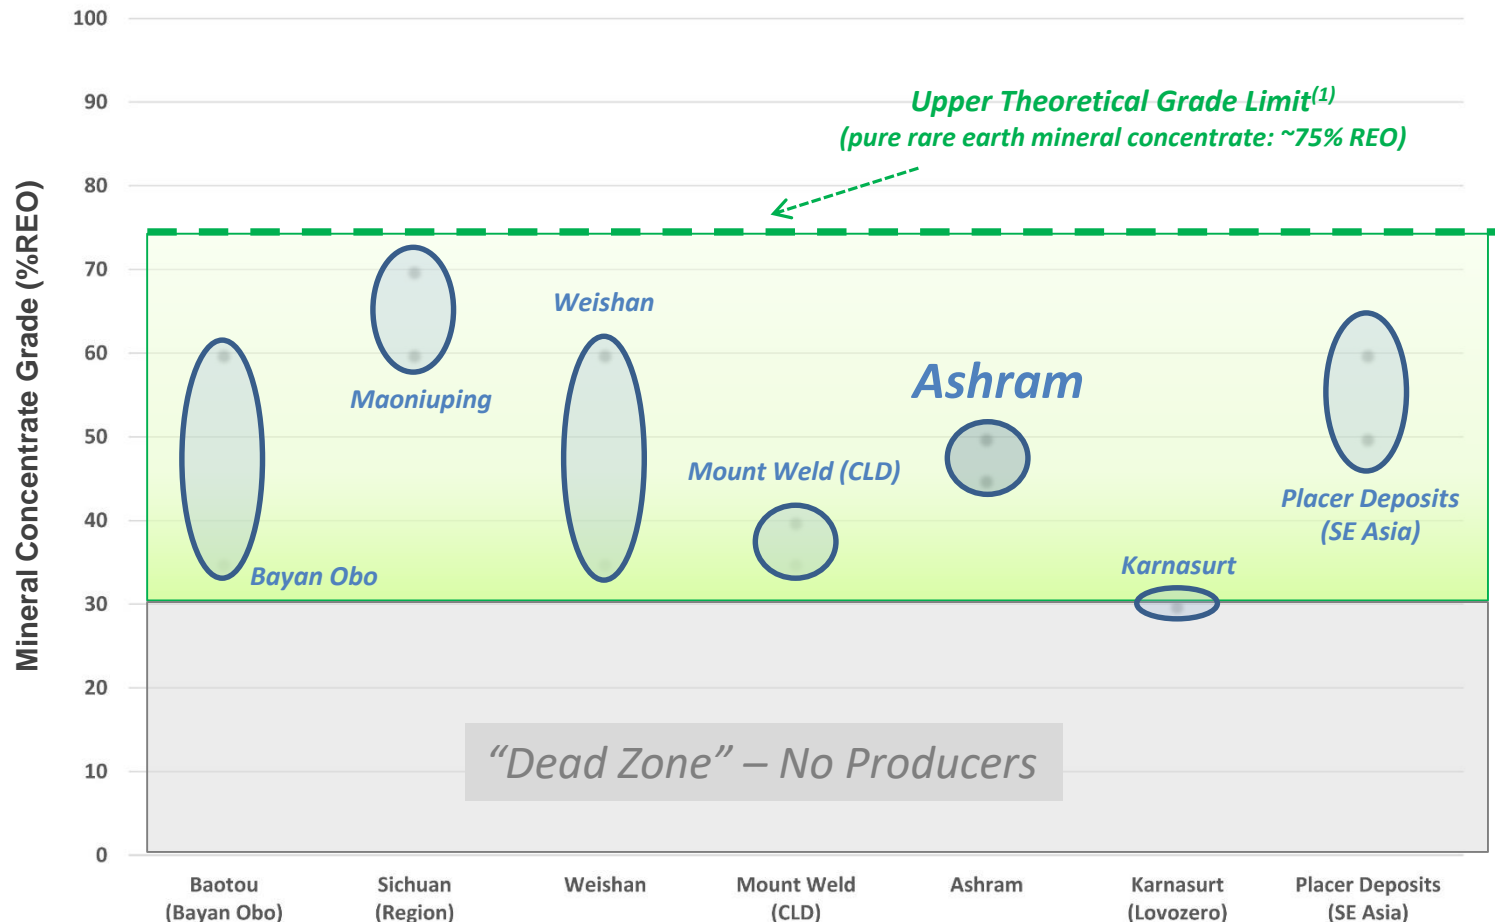 100
90
80
70
60
50
40
30
20
10
0
Mineral Concentrate Grade (%REO)
Upper Theoretical Grade Limit(1)
(pure rare earth mineral concentrate: ~75% REO)
Weishan
Maoniuping
Ashram
Mount Weld (CLD)
Placer Deposits
(SE Asia)
Bayan Obo
Karnasurt
“Dead Zone” – No Producers
Baotou
(Bayan Obo)
Sichuan
(Region)
Weishan
Mount Weld
(CLD)
Ashram
Karnasurt
(Lovozero)
Placer Deposits
(SE Asia)